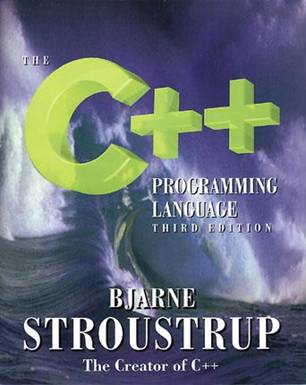 THE
C++
PROGRAMMING
LANGUAGE
THIRD EDITION
BJARNE
STROUSTRUP
The Creator of C++